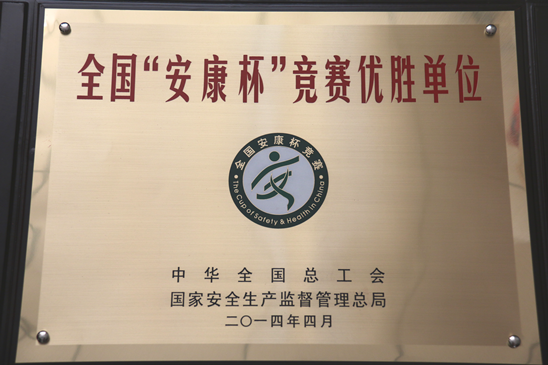 全国“安康杯”竞赛优胜单位
全国安康杯竞赛
The Cup of Safety & Health in China
中华全国总工会
国家安全生产监督管理总局
二〇一四年四月